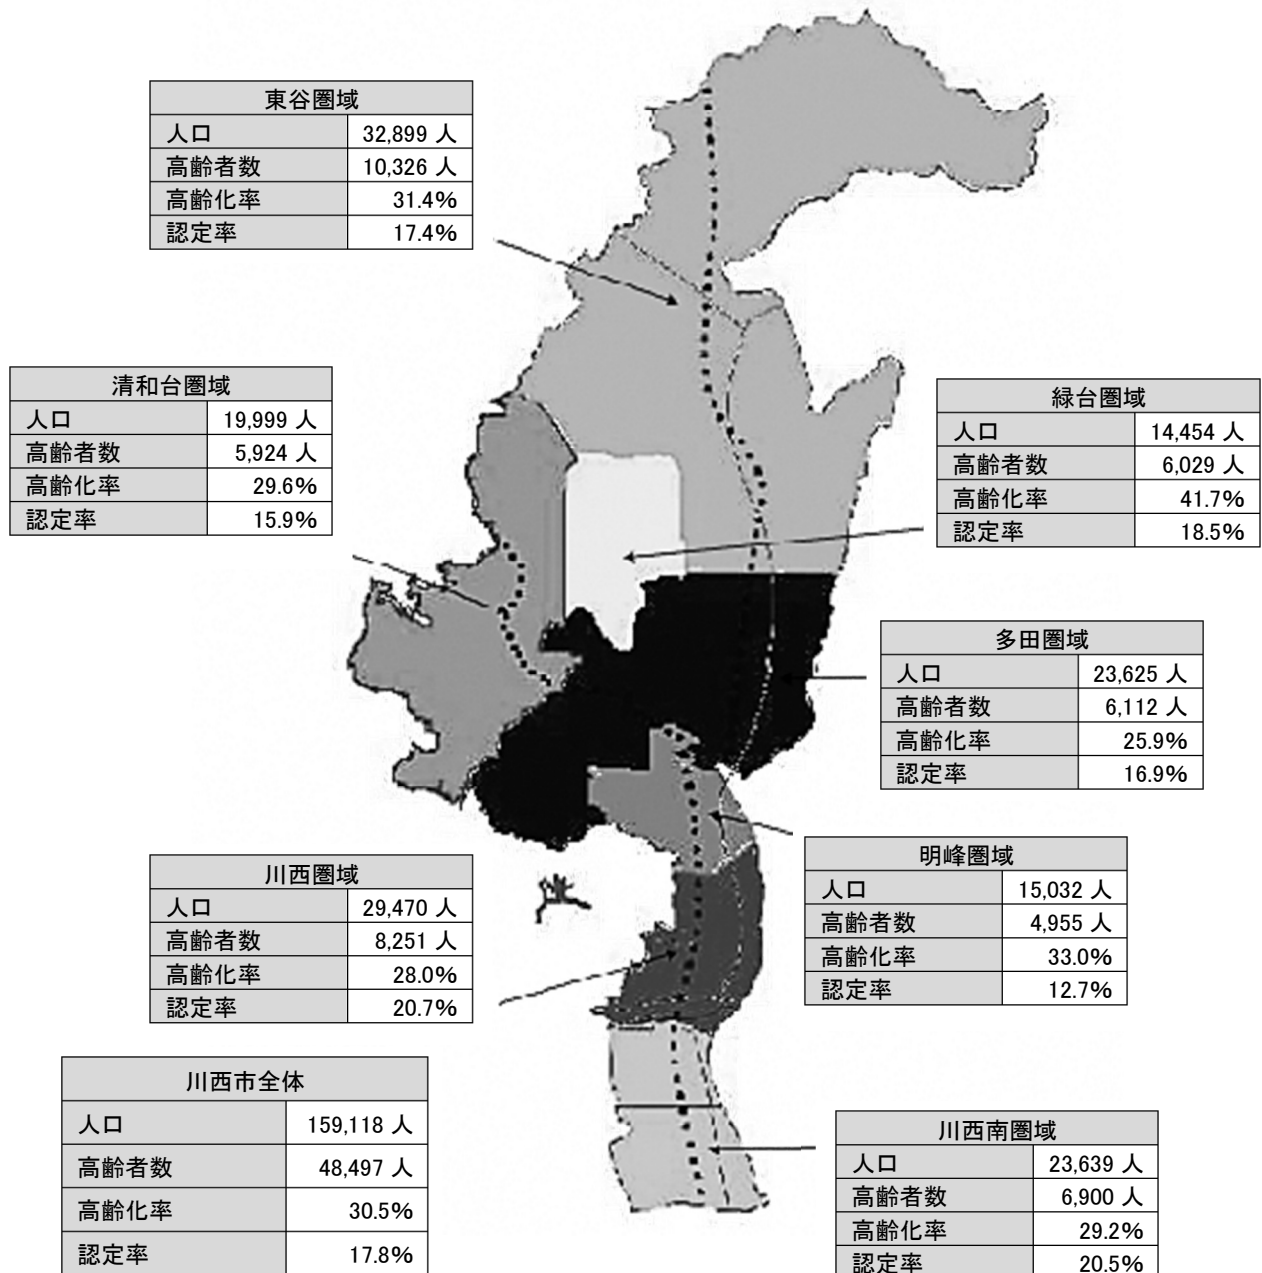 東谷圏域
人口 32,899 人
高齢者数 10,326 人
高齢化率 31.4%
認定率 17.4%
清和台圏域
人口 19,999 人
高齢者数 5,924 人
高齢化率 29.6%
認定率 15.9%
緑台圏域
人口 14,454 人
高齢者数 6,029 人
高齢化率 41.7%
認定率 18.5%
多田圏域
人口 23,625 人
高齢者数 6,112 人
高齢化率 25.9%
認定率 16.9%
明峰圏域
人口 15,032 人
高齢者数 4,955 人
高齢化率 33.0%
認定率 12.7%
川西圏域
人口 29,470 人
高齢者数 8,251 人
高齢化率 28.0%
認定率 20.7%
川西市全体
人口 159,118 人
高齢者数 48,497 人
高齢化率 30.5%
認定率 17.8%
川西南圏域
人口 23,639 人
高齢者数 6,900 人
高齢化率 29.2%
認定率 20.5%